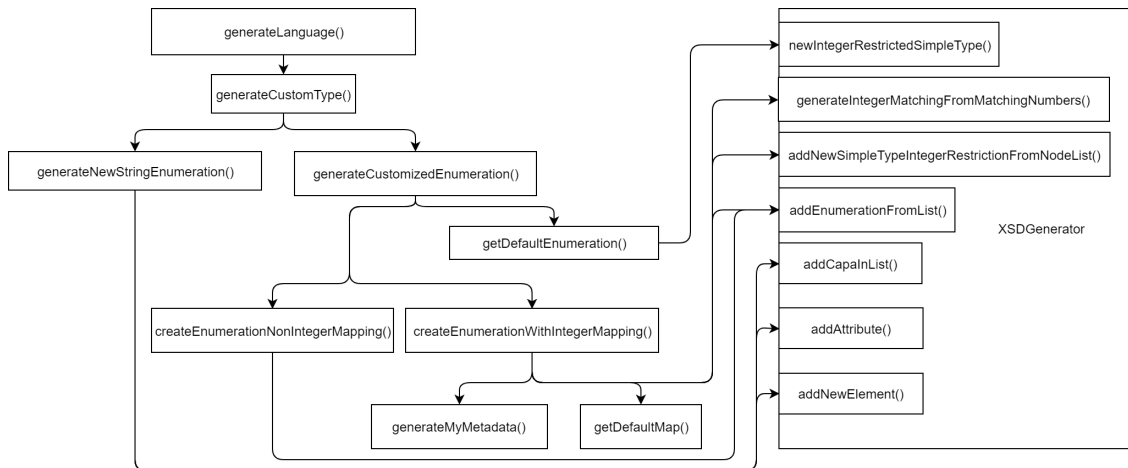 generateLanguage()
newIntegerRestrictedSimpleType()
generateCustomType()
generateIntegerMatchingFromMatchingNumbers()
generateNewStringEnumeration()
generateCustomizedEnumeration()
addNewSimpleTypeIntegerRestrictionFromNodeList()
addEnumerationFromList()
XSDGenerator
getDefaultEnumeration()
addCapaInList()
createEnumerationNonIntegerMapping()
createEnumerationWithIntegerMapping()
addAttribute()
addNewElement()
generateMyMetadata()
getDefaultMap()